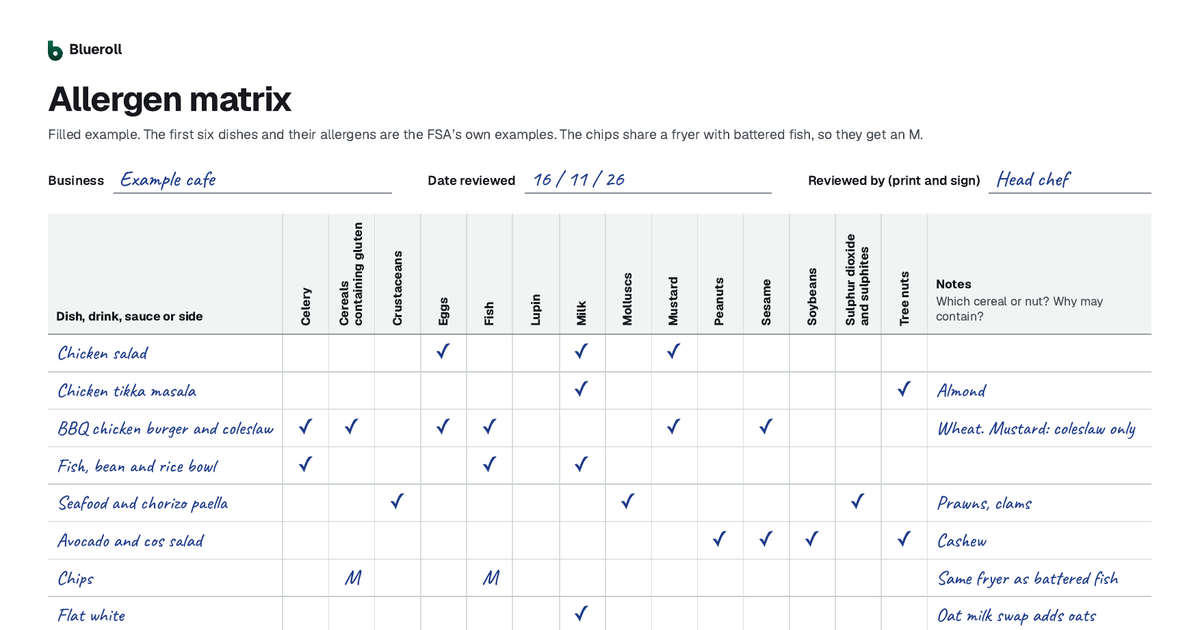 Blueroll
Allergen matrix
Filled example. The first six dishes and their allergens are the FSA's own examples. The chips share a fryer with battered fish, so they get an M.
Business Example cafe Date reviewed 16 / 11 / 26 Reviewed by (print and sign) Head chef
Dish, drink, sauce or side
Celery
Cereals
containing gluten
Crustaceans
Eggs
Fish
Lupin
Milk
Molluscs
Mustard
Peanuts
Sesame
Soybeans
Sulphur dioxide
and sulphites
Tree nuts
Notes
Which cereal or nut? Why may
contain?
Chicken salad ✓ ✓ ✓
Chicken tikka masala ✓ ✓ Almond
BBQ chicken burger and coleslaw ✓ ✓ ✓ ✓ ✓ ✓ Wheat. Mustard: coleslaw only
Fish, bean and rice bowl ✓ ✓ ✓
Seafood and chorizo paella ✓ ✓ ✓ Prawns, clams
Avocado and cos salad ✓ ✓ ✓ ✓ Cashew
Chips M M Same fryer as battered fish
Flat white ✓ Oat milk swap adds oats